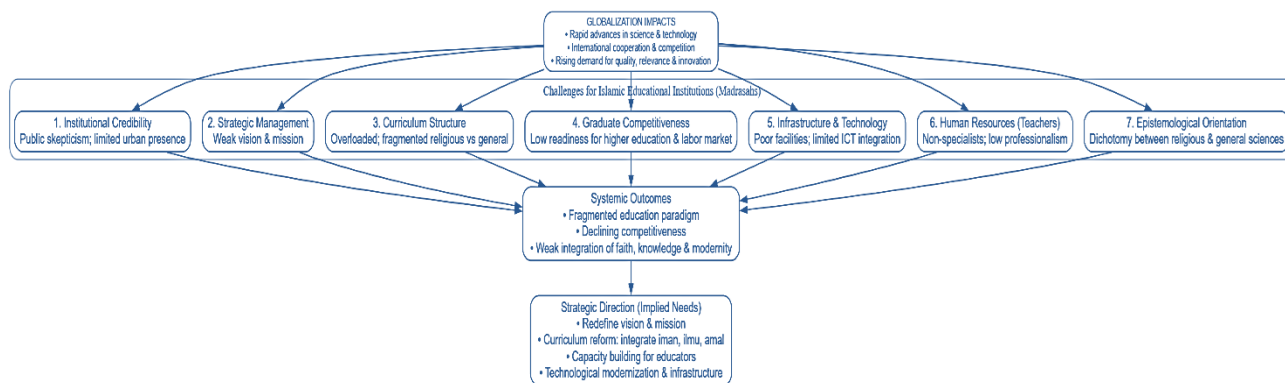 GLOBALIZATION IMPACTS
• Rapid advances in science & technology
• International cooperation & competition
• Rising demand for quality, relevance & innovation
Challenges for Islamic Educational Institutions (Madrasahs)
1. Institutional Credibility
Public skepticism; limited urban presence
2. Strategic Management
Weak vision & mission
3. Curriculum Structure
Overloaded; fragmented religious vs general
4. Graduate Competitiveness
Low readiness for higher education & labor market
5. Infrastructure & Technology
Poor facilities; limited ICT integration
6. Human Resources (Teachers)
Non-specialists; low professionalism
7. Epistemological Orientation
Dichotomy between religious & general sciences
Systemic Outcomes
• Fragmented education paradigm
• Declining competitiveness
• Weak integration of faith, knowledge & modernity
Strategic Direction (Implied Needs)
• Redefine vision & mission
• Curriculum reform: integrate iman, ilmu, amal
• Capacity building for educators
• Technological modernization & infrastructure